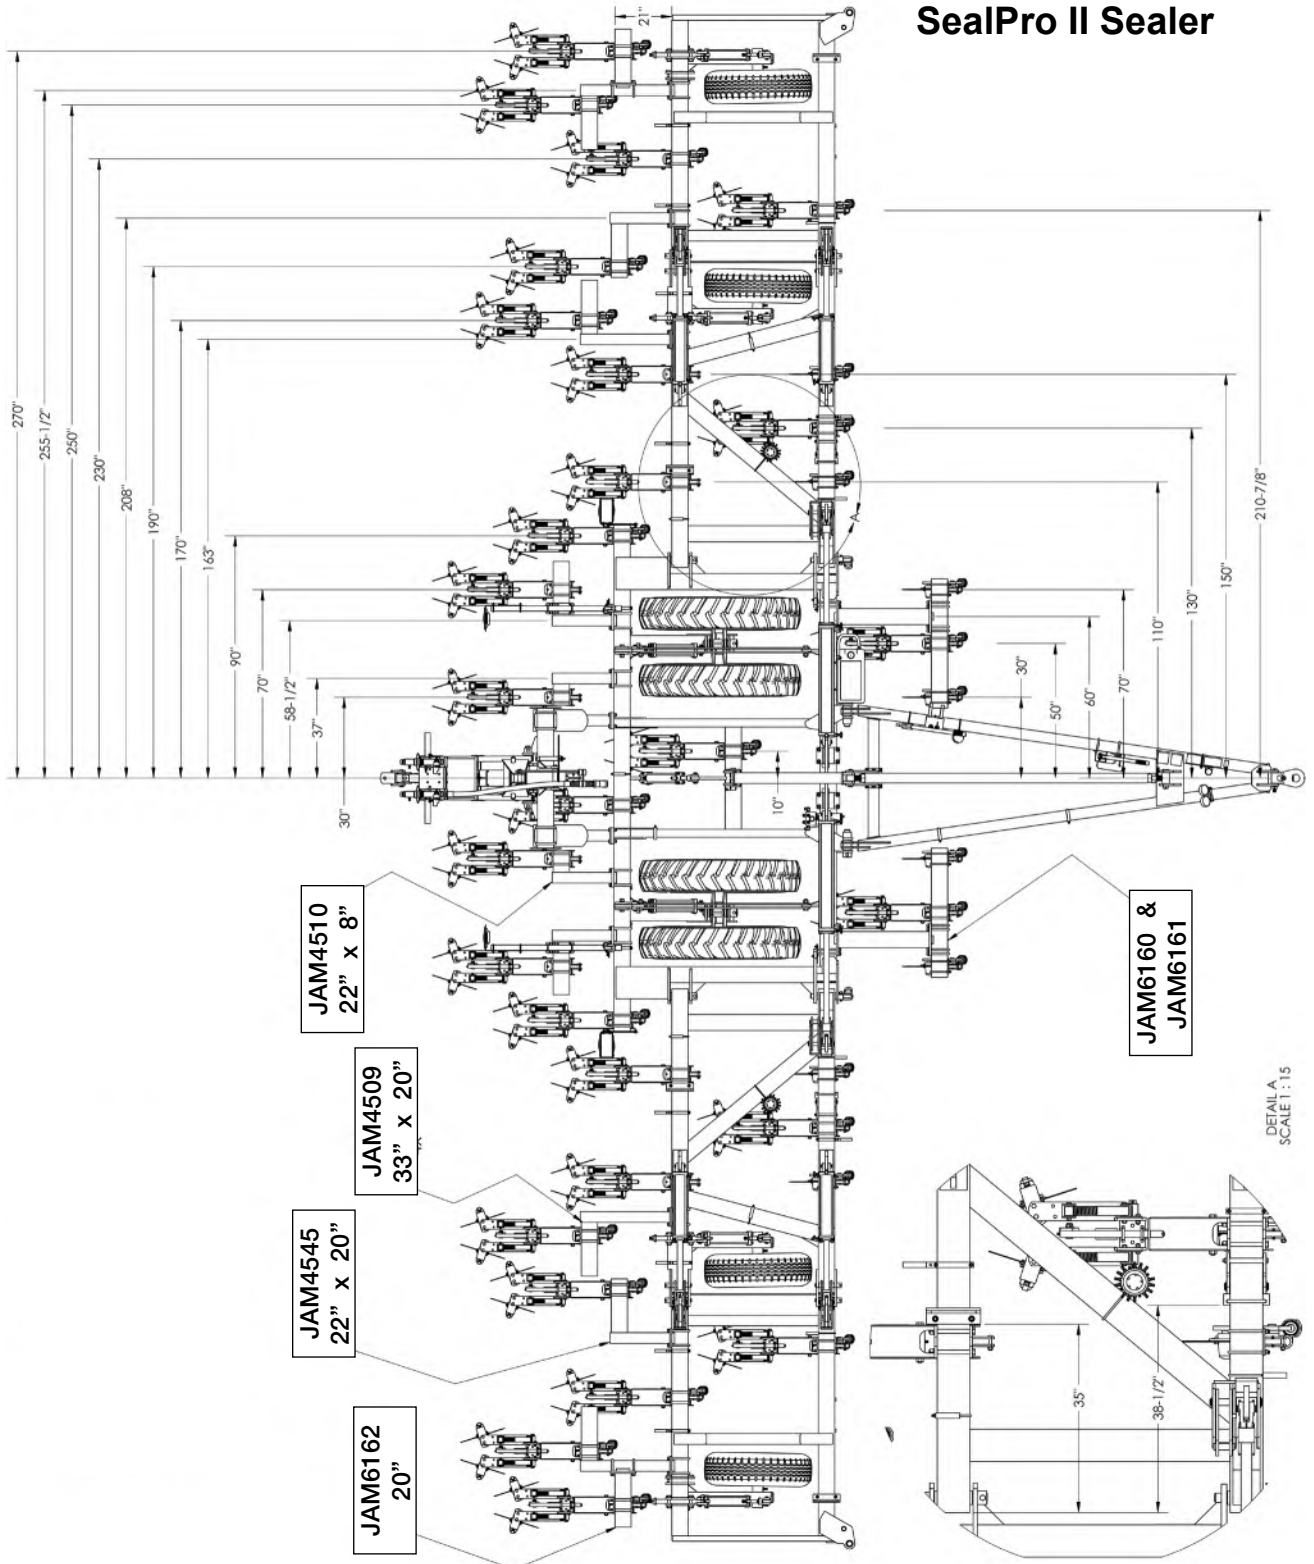 SealPro II Sealer
21"
270"
255-1/2"
250"
230"
208"
190"
170"
163"
90"
70"
58-1/2"
37"
30"
30"
10"
30"
50"
60"
70"
110"
130"
150"
210-7/8"
A
JAM4510
22” x 8”
JAM4509
33” x 20”
JAM4545
22” x 20”
JAM6162
20”
JAM6160 &
JAM6161
DETAIL A
SCALE 1 : 15
35"
38-1/2"